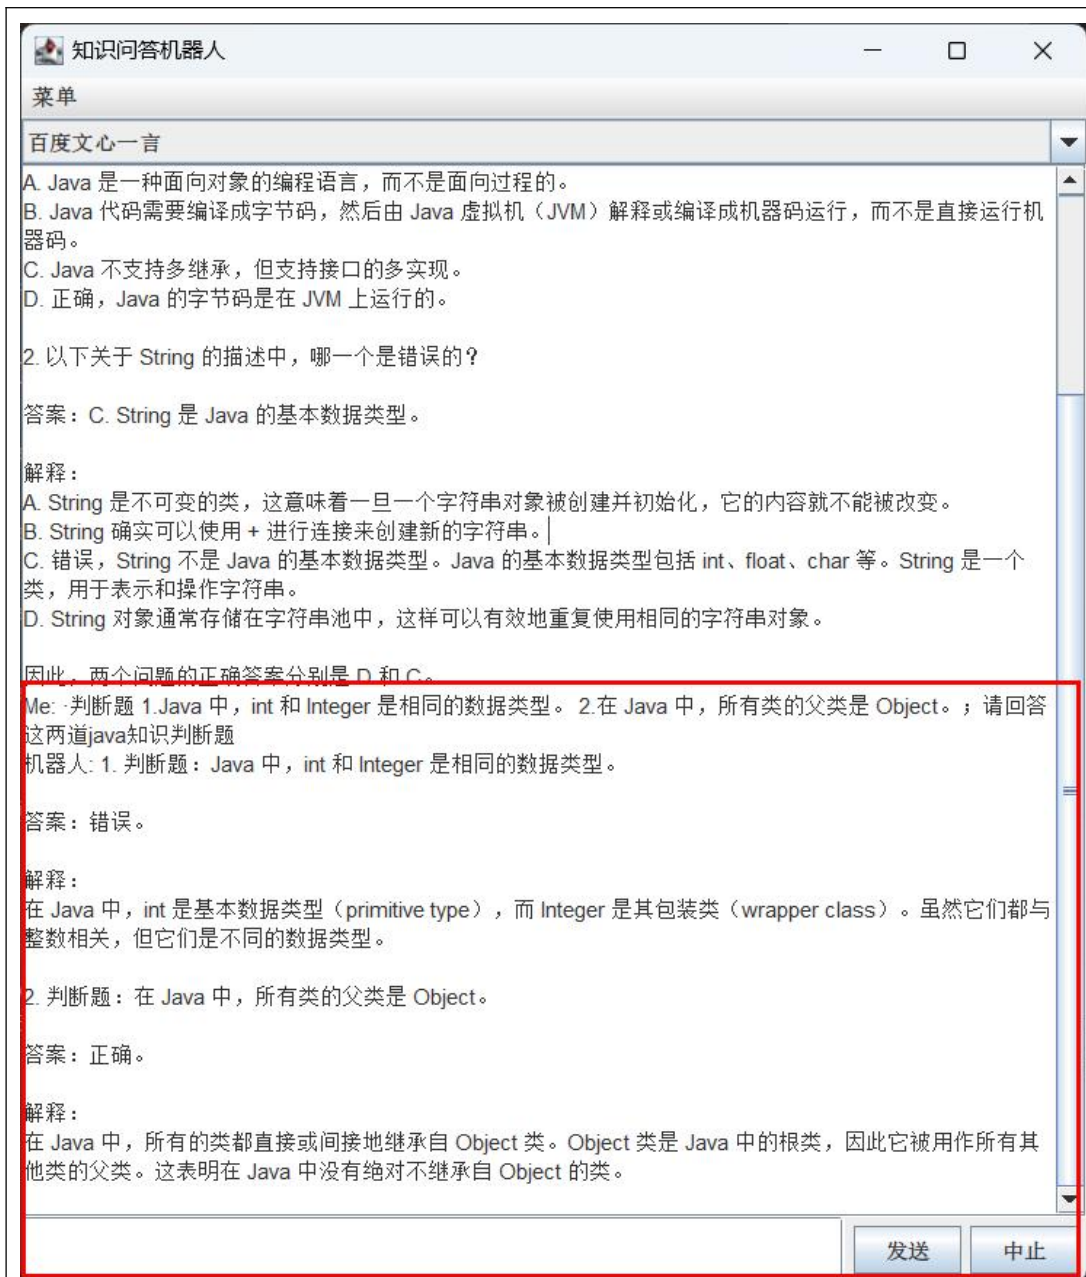 知识问答机器人
菜单
百度文心一言
A. Java 是一种面向对象的编程语言，而不是面向过程的。
B. Java 代码需要编译成字节码，然后由 Java 虚拟机（JVM）解释或编译成机器码运行，而不是直接运行机
器码。
C. Java 不支持多继承，但支持接口的多实现。
D. 正确，Java 的字节码是在 JVM 上运行的。
2. 以下关于 String 的描述中，哪一个是错误的？
答案：C. String 是 Java 的基本数据类型。
解释：
A. String 是不可变的类，这意味着一旦一个字符串对象被创建并初始化，它的内容就不能被改变。
B. String 确实可以使用 + 进行连接来创建新的字符串。
C. 错误，String 不是 Java 的基本数据类型。Java 的基本数据类型包括 int、float、char 等。String 是一个
类，用于表示和操作字符串。
D. String 对象通常存储在字符串池中，这样可以有效地重复使用相同的字符串对象。
因此，两个问题的正确答案分别是 D 和 C。
Me: ·判断题 1.Java 中，int 和 Integer 是相同的数据类型。 2.在 Java 中，所有类的父类是 Object。；请回答
这两道java知识判断题
机器人: 1. 判断题：Java 中，int 和 Integer 是相同的数据类型。
答案：错误。
解释：
在 Java 中，int 是基本数据类型（primitive type），而 Integer 是其包装类（wrapper class）。虽然它们都与
整数相关，但它们是不同的数据类型。
2. 判断题：在 Java 中，所有类的父类是 Object。
答案：正确。
解释：
在 Java 中，所有的类都直接或间接地继承自 Object 类。Object 类是 Java 中的根类，因此它被用作所有其
他类的父类。这表明在 Java 中没有绝对不继承自 Object 的类。
发送
中止